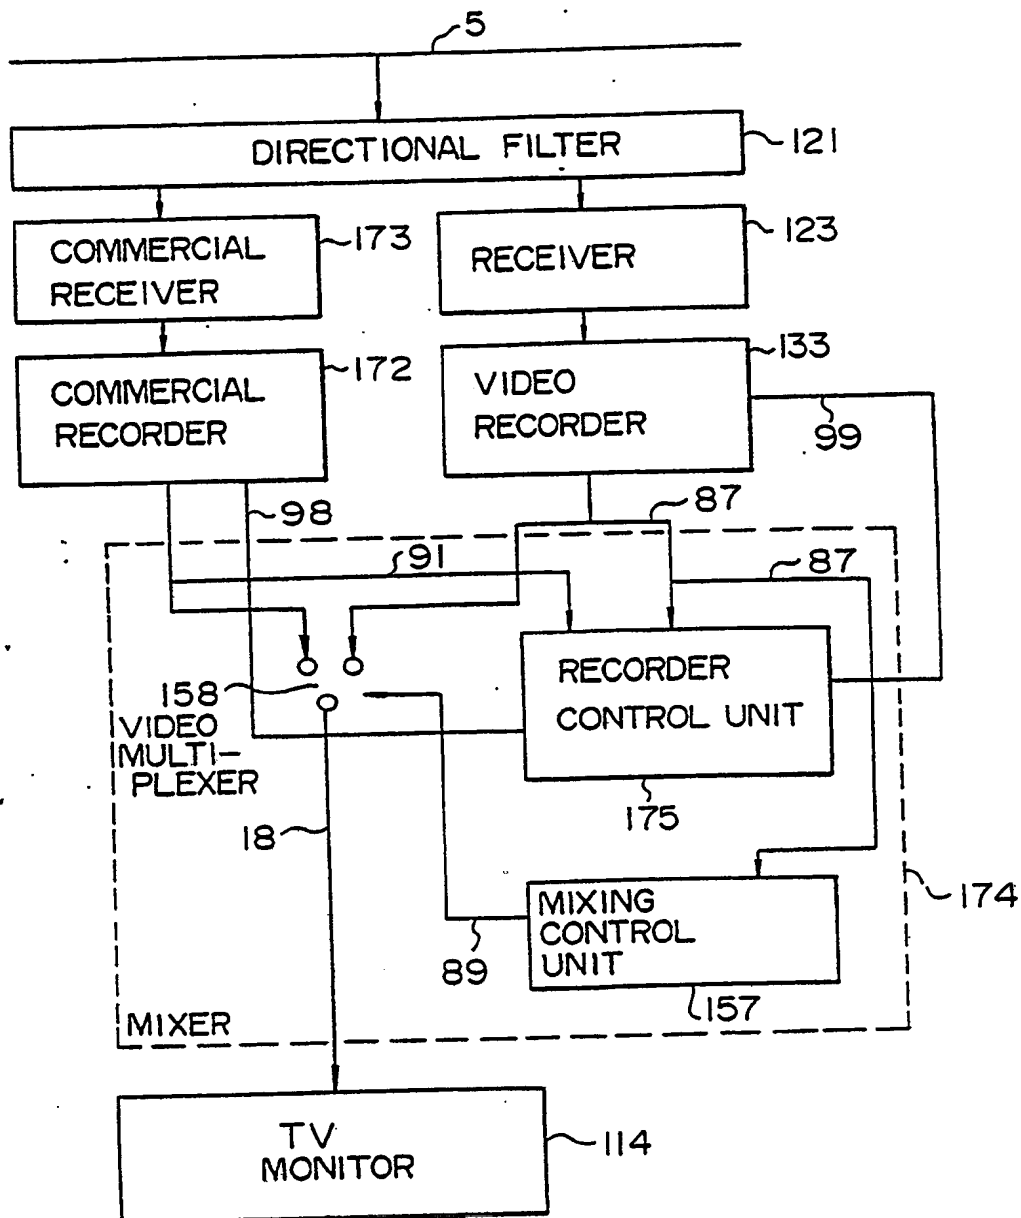 5
DIRECTIONAL FILTER
121
COMMERCIAL
RECEIVER
173
RECEIVER
123
COMMERCIAL
RECORDER
172
VIDEO
RECORDER
133
99
98
87
91
87
158
VIDEO
MULTI-
PLEXER
RECORDER
CONTROL UNIT
175
18
174
MIXING
CONTROL
UNIT
89
157
MIXER
TV
MONITOR
114